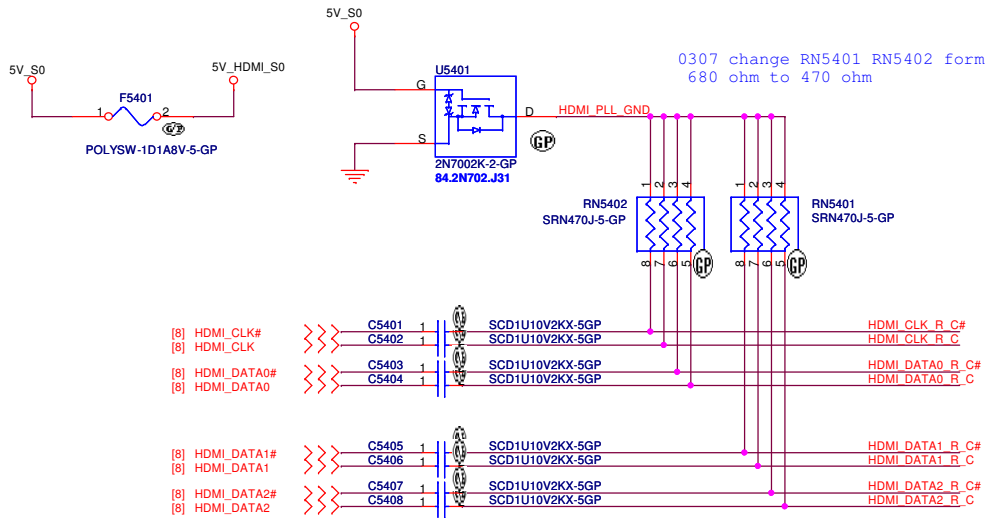 5V_S0
5V_S0
5V_HDMI_S0
F5401
1 2
GP
POLYSW-1D1A8V-5-GP
U5401
G
D
S
HDMI_PLL_GND
GP
2N7002K-2-GP
84.2N702.J31
0307 change RN5401 RN5402 form
680 ohm to 470 ohm
1 2 3 4
1 2 3 4
RN5402
SRN470J-5-GP
RN5401
SRN470J-5-GP
8 7 6 5
GP
8 7 6 5
GP
[8] HDMI_CLK# C5401 1 SCD1U10V2KX-5GP HDMI_CLK_R_C#
[8] HDMI_CLK C5402 1 SCD1U10V2KX-5GP HDMI_CLK_R_C
[8] HDMI_DATA0# C5403 1 SCD1U10V2KX-5GP HDMI_DATA0_R_C#
[8] HDMI_DATA0 C5404 1 SCD1U10V2KX-5GP HDMI_DATA0_R_C
[8] HDMI_DATA1# C5405 1 SCD1U10V2KX-5GP HDMI_DATA1_R_C#
[8] HDMI_DATA1 C5406 1 SCD1U10V2KX-5GP HDMI_DATA1_R_C
[8] HDMI_DATA2# C5407 1 SCD1U10V2KX-5GP HDMI_DATA2_R_C#
[8] HDMI_DATA2 C5408 1 SCD1U10V2KX-5GP HDMI_DATA2_R_C